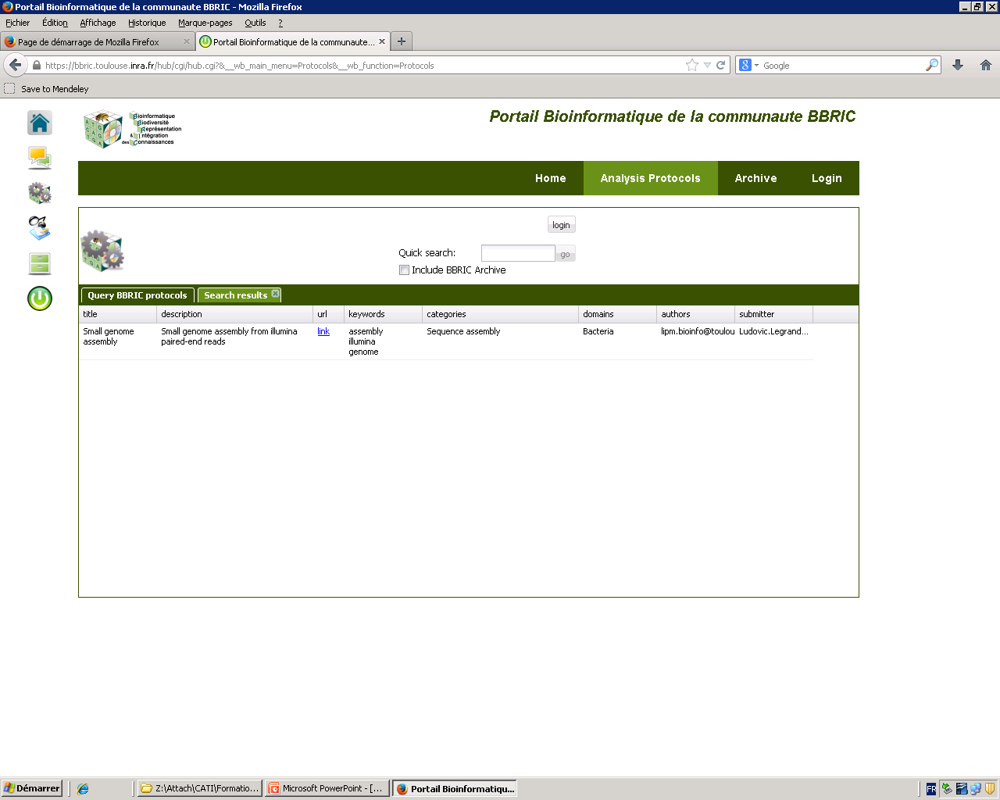 Portail Bioinformatique de la communaute BBRIC - Mozilla Firefox
Fichier Édition Affichage Historique Marque-pages Outils ?
Page de démarrage de Mozilla Firefox
Portail Bioinformatique de la communaute...
https://bbric.toulouse.inra.fr/hub/cgi/hub.cgi?&__wb_main_menu=Protocols&__wb_function=Protocols
Google
Save to Mendeley
Bioinformatique
Biodiversité
Représentation
& Intégration
des Connaissances
Portail Bioinformatique de la communaute BBRIC
Home Analysis Protocols Archive Login
login
Quick search: go
Include BBRIC Archive
Query BBRIC protocols Search results
title description url keywords categories domains authors submitter
Small genome assembly
Small genome assembly from illumina paired-end reads
link
assembly
illumina
genome
Sequence assembly
Bacteria
lipm.bioinfo@toulou
Ludovic.Legrand...
Démarrer
Z:\Attach\CATI\Formatio...
Microsoft PowerPoint - [...
Portail Bioinformatiqu...
FR